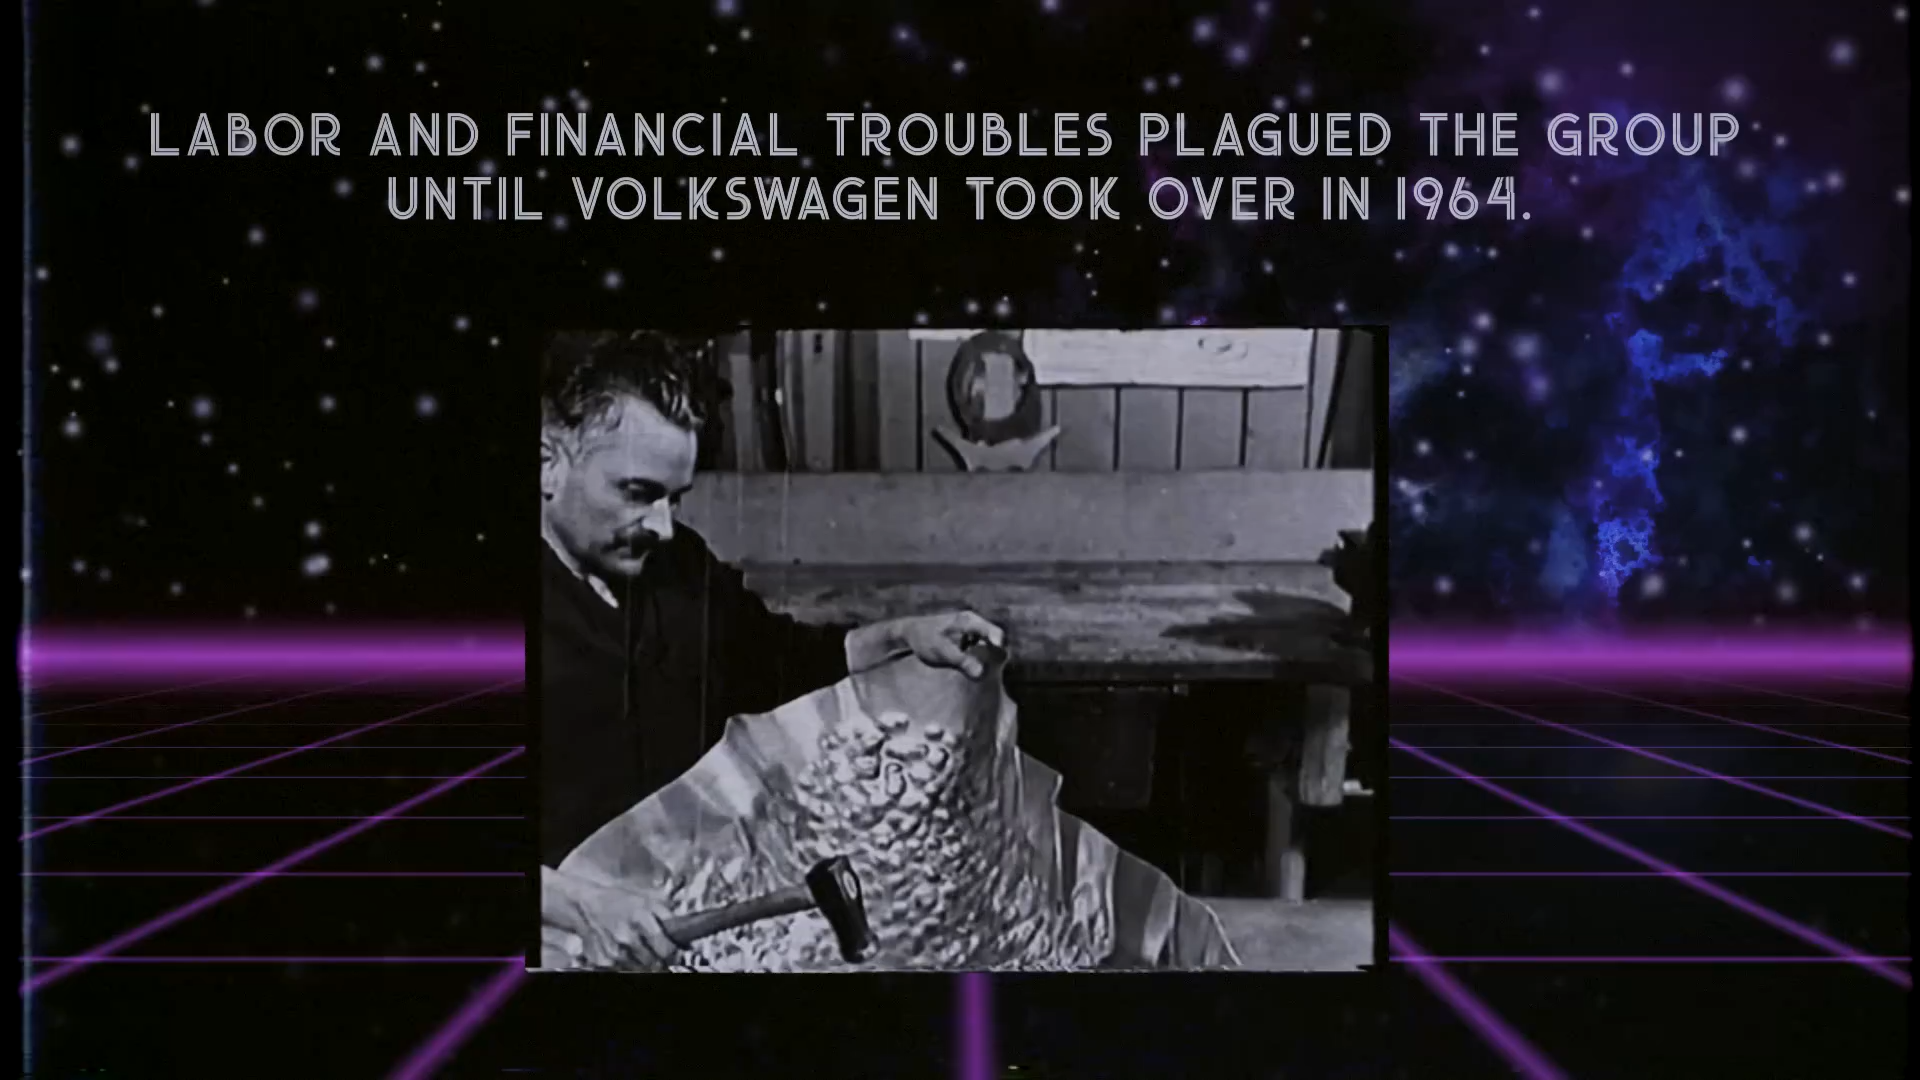 LABOR AND FINANCIAL TROUBLES PLAGUED THE GROUP
UNTIL VOLKSWAGEN TOOK OVER IN 1964.